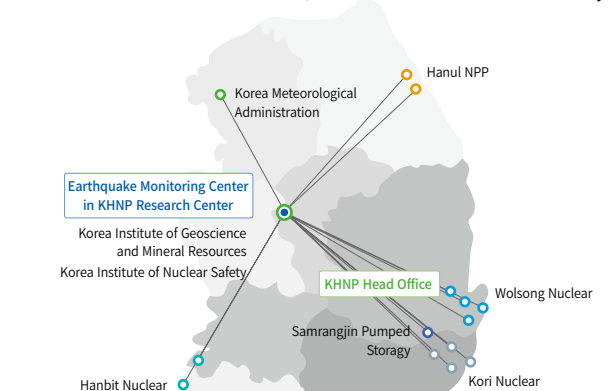 Hanul NPP
Korea Meteorological
Administration
Earthquake Monitoring Center
in KHNP Research Center
Korea Institute of Geoscience
and Mineral Resources
Korea Institute of Nuclear Safety
KHNP Head Office
Wolsong Nuclear
Samrangjin Pumped
Storagy
Kori Nuclear
Hanbit Nuclear